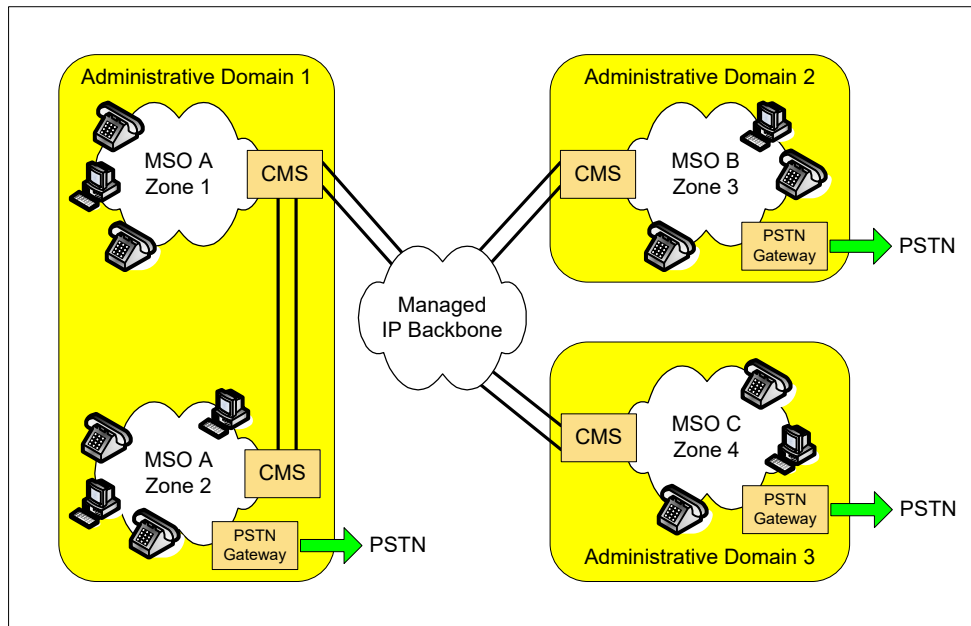 Administrative Domain 1
MSO A
Zone 1
CMS
MSO A
Zone 2
CMS
PSTN
Gateway
PSTN
Managed
IP Backbone
Administrative Domain 2
CMS
MSO B
Zone 3
PSTN
Gateway
PSTN
CMS
MSO C
Zone 4
PSTN
Gateway
PSTN
Administrative Domain 3